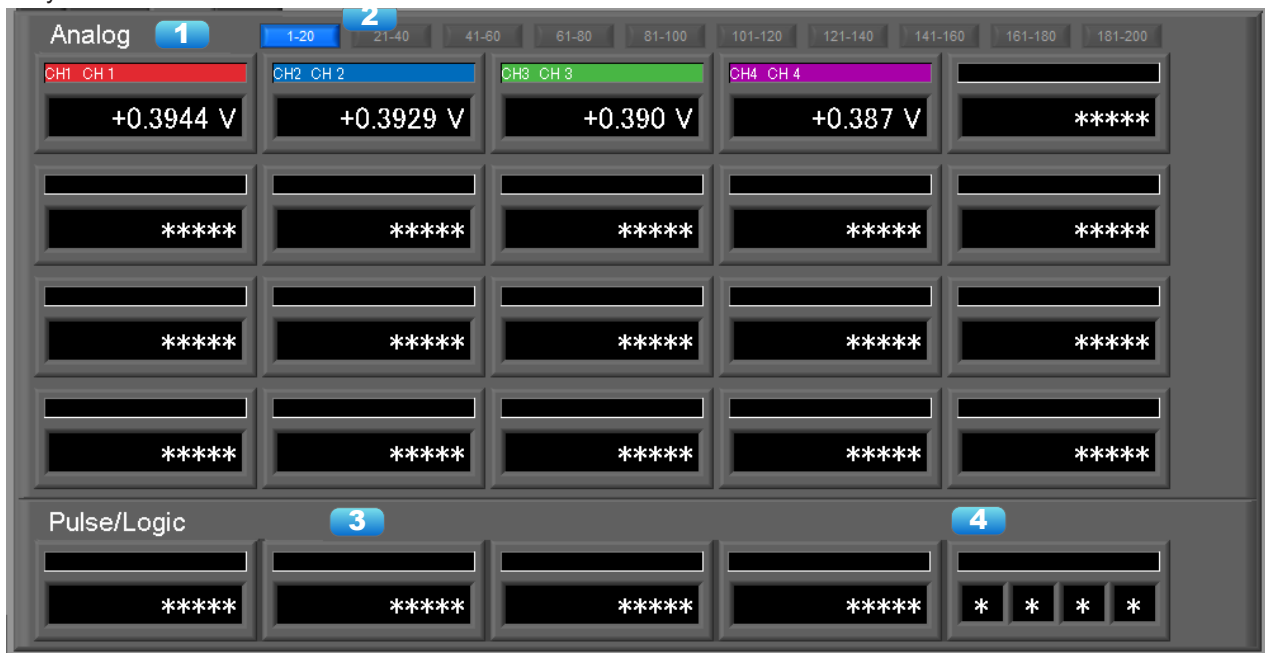 Analog 1 2
1-20 21-40 41-60 61-80 81-100 101-120 121-140 141-160 161-180 181-200
CH1 CH 1 CH2 CH 2 CH3 CH 3 CH4 CH 4
+0.3944 V +0.3929 V +0.390 V +0.387 V *****
***** ***** ***** ***** *****
***** ***** ***** ***** *****
***** ***** ***** ***** *****
Pulse/Logic 3 4
***** ***** ***** ***** * * * *